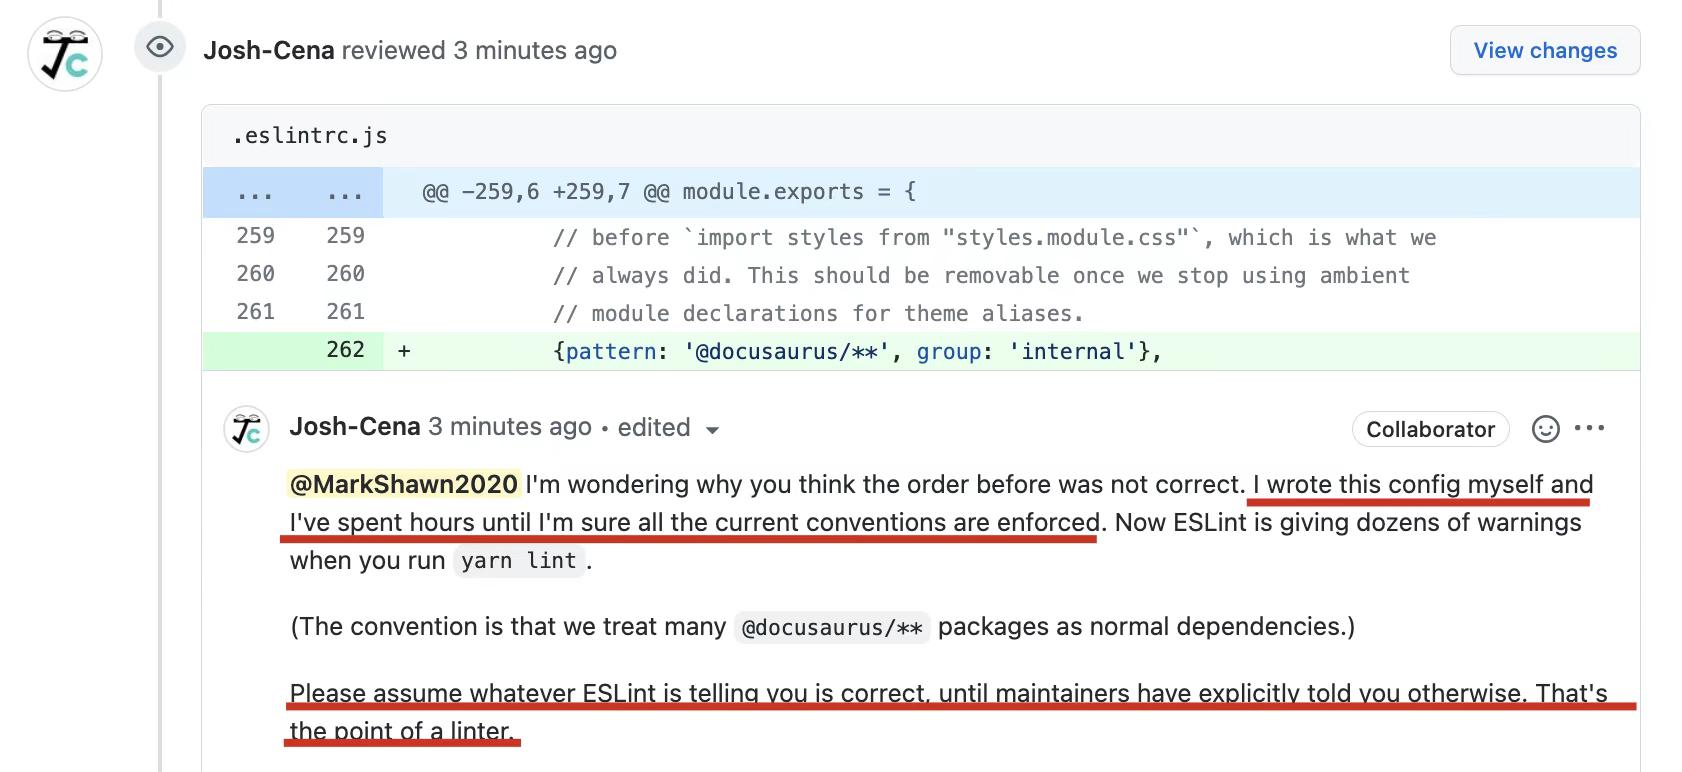 Josh-Cena reviewed 3 minutes ago
View changes
.eslintrc.js
... ... @@ -259,6 +259,7 @@ module.exports = {
259 259 // before `import styles from "styles.module.css"`, which is what we
260 260 // always did. This should be removable once we stop using ambient
261 261 // module declarations for theme aliases.
262 + {pattern: '@docusaurus/**', group: 'internal'},
Josh-Cena 3 minutes ago • edited
Collaborator
@MarkShawn2020 I'm wondering why you think the order before was not correct. I wrote this config myself and
I've spent hours until I'm sure all the current conventions are enforced. Now ESLint is giving dozens of warnings
when you run yarn lint.
(The convention is that we treat many @docusaurus/** packages as normal dependencies.)
Please assume whatever ESLint is telling you is correct, until maintainers have explicitly told you otherwise. That's
the point of a linter.